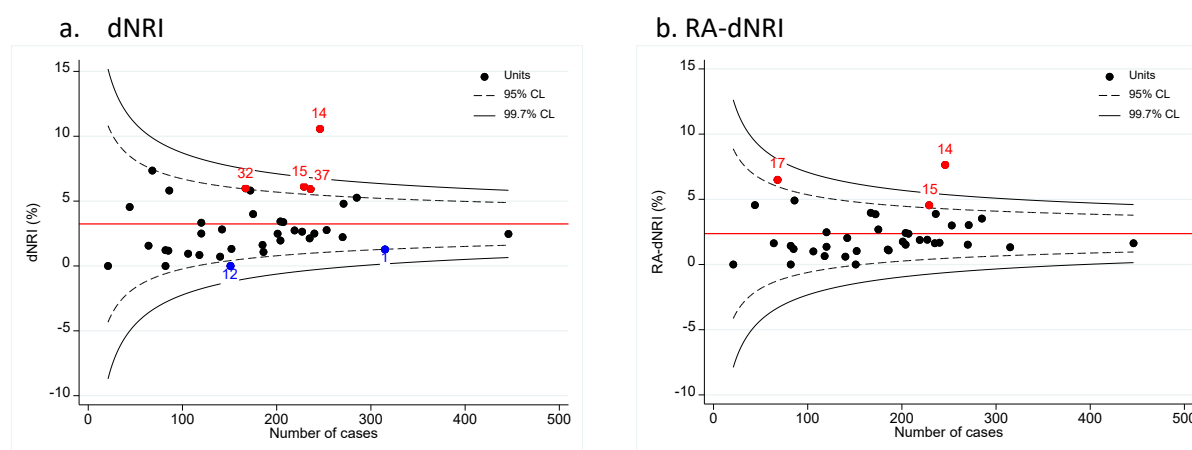 a. dNRI
15
10
5
0
-5
-10
dNRI (%)
0
100
200
300
400
500
Number of cases
Units
95% CL
99.7% CL
14
32
15
37
12
1
b. RA-dNRI
15
10
5
0
-5
-10
RA-dNRI (%)
0
100
200
300
400
500
Number of cases
Units
95% CL
99.7% CL
17
14
15